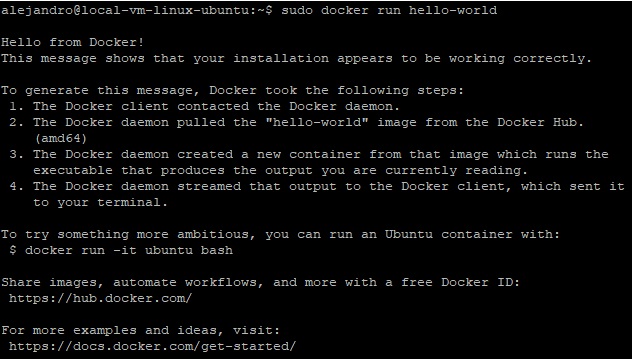 alejandro@local-vm-linux-ubuntu:~$ sudo docker run hello-world
Hello from Docker!
This message shows that your installation appears to be working correctly.
To generate this message, Docker took the following steps:
1. The Docker client contacted the Docker daemon.
2. The Docker daemon pulled the "hello-world" image from the Docker Hub.
(amd64)
3. The Docker daemon created a new container from that image which runs the
executable that produces the output you are currently reading.
4. The Docker daemon streamed that output to the Docker client, which sent it
to your terminal.
To try something more ambitious, you can run an Ubuntu container with:
$ docker run -it ubuntu bash
Share images, automate workflows, and more with a free Docker ID:
https://hub.docker.com/
For more examples and ideas, visit:
https://docs.docker.com/get-started/